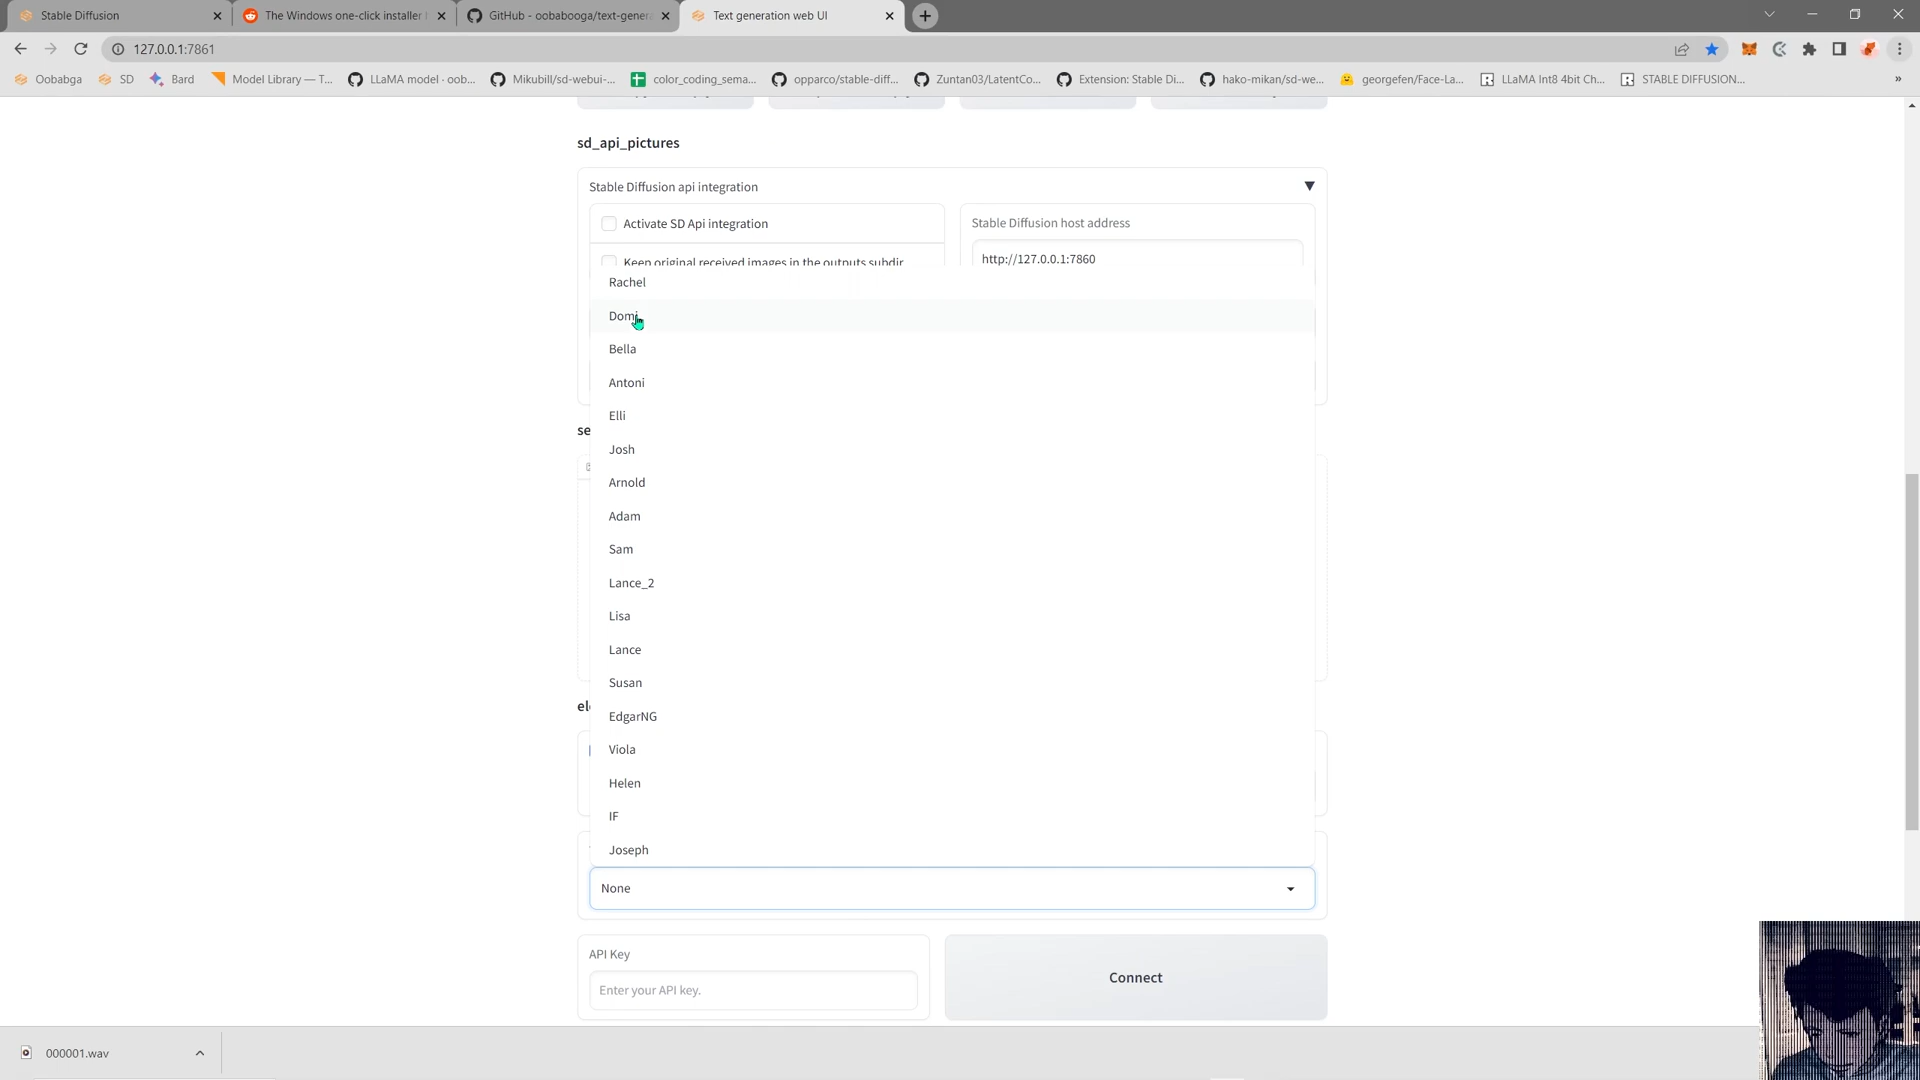 Stable Diffusion
The Windows one-click installer
GitHub - oobabooga/text-gener
Text generation web UI
127.0.0.1:7861
Oobabga
SD
Bard
Model Library — T...
LLaMA model · oob...
Mikubill/sd-webui-...
color_coding_sema...
opparco/stable-diff...
Zuntan03/LatentCo...
Extension: Stable Di...
hako-mikan/sd-we...
georgefen/Face-La...
LLaMA Int8 4bit Ch...
STABLE DIFFUSION...
»
sd_api_pictures
Stable Diffusion api integration
Activate SD Api integration
Stable Diffusion host address
Keep original received images in the outputs subdir
http://127.0.0.1:7860
Rachel
Domi
Bella
Antoni
Elli
se
Josh
Arnold
Adam
Sam
Lance_2
Lisa
Lance
Susan
ele
EdgarNG
Viola
Helen
IF
Joseph
None
API Key
Enter your API key.
Connect
000001.wav